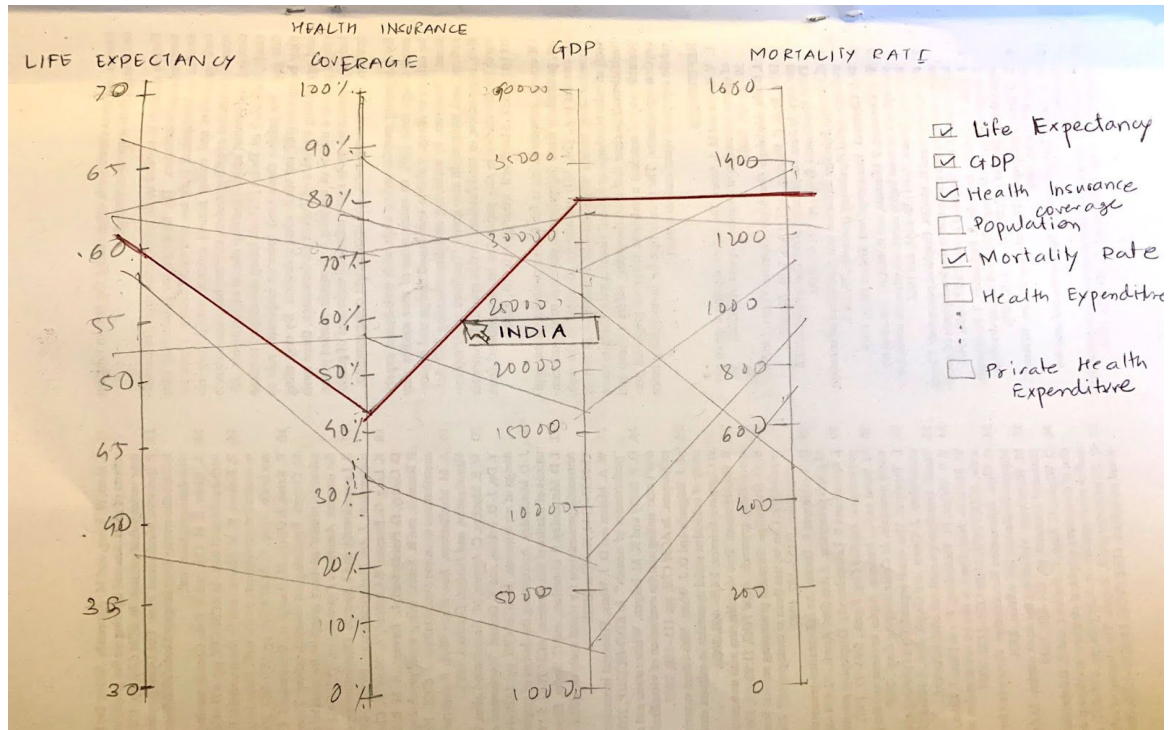 HEALTH INSURANCE
LIFE EXPECTANCY COVERAGE GDP MORTALITY RATE
70 100% 1600
90%
65 35000 1400
80%
60 30000 1200
70%
55 60% 25000 1000
INDIA
50 50% 20000 800
40% 15000 600
45
30% 10000 400
40
20%
35 5000 200
10%
30 0% 0
Life Expectancy
GDP
Health Insurance
coverage
Population
Mortality Rate
Health Expenditure
Private Health
Expenditure